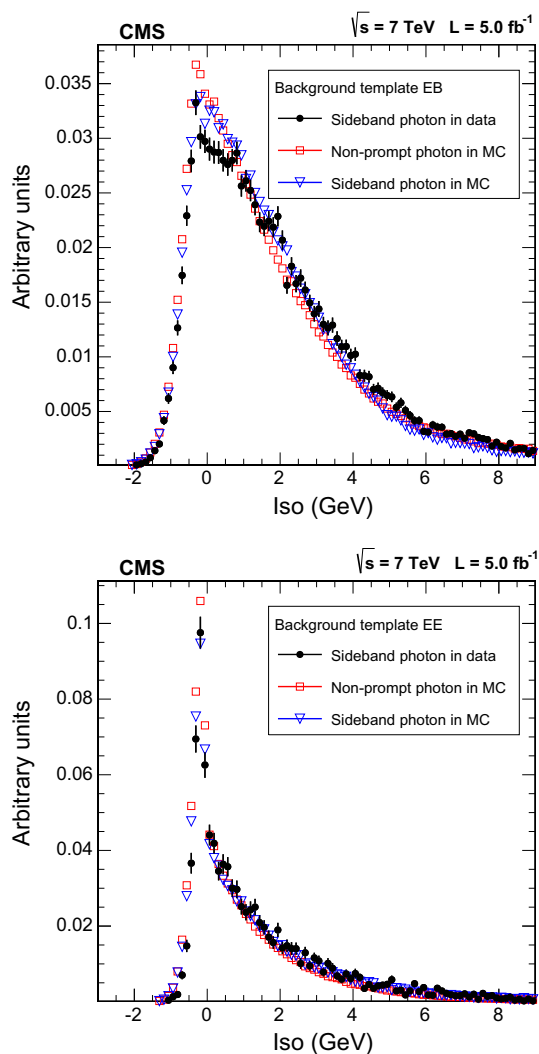 CMS √s = 7 TeV L = 5.0 fb⁻¹
Background template EB
Sideband photon in data
Non-prompt photon in MC
Sideband photon in MC
Arbitrary units
0.035
0.03
0.025
0.02
0.015
0.01
0.005
-2 0 2 4 6 8
Iso (GeV)
CMS √s = 7 TeV L = 5.0 fb⁻¹
Background template EE
Sideband photon in data
Non-prompt photon in MC
Sideband photon in MC
Arbitrary units
0.1
0.08
0.06
0.04
0.02
-2 0 2 4 6 8
Iso (GeV)